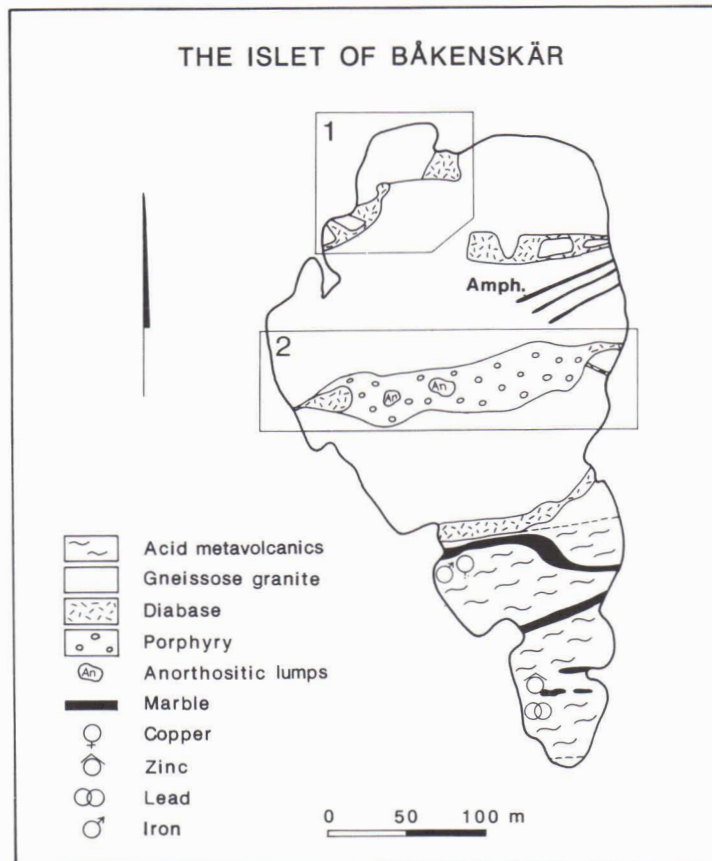 THE ISLET OF BÅKENSKÄR
1
Amph.
2
An
An
Acid metavolcanics
Gneissose granite
Diabase
Porphyry
An
Anorthositic lumps
Marble
Copper
Zinc
Lead
Iron
0 50 100 m